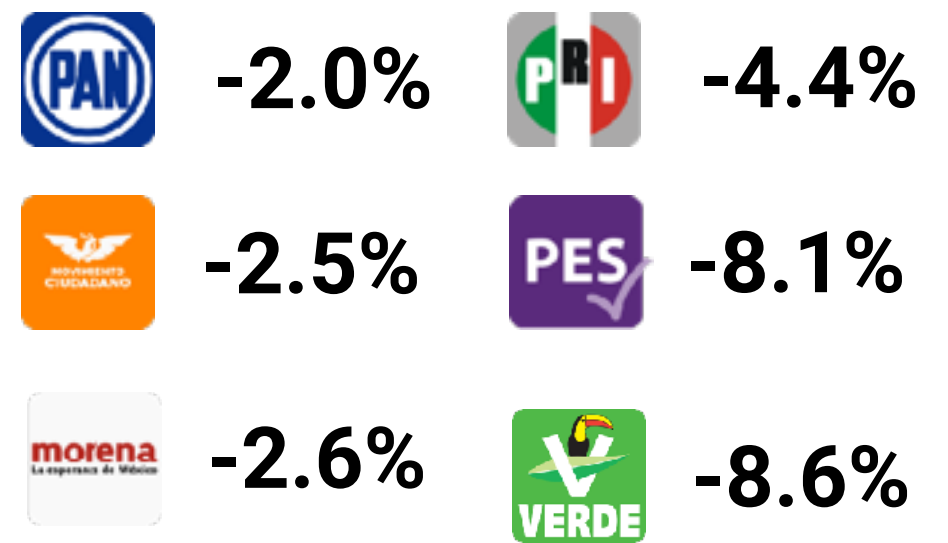 PAN -2.0%
PRI -4.4%
MOVIMIENTO
CIUDADANO
-2.5%
PES -8.1%
morena
La esperanza de México
-2.6%
VERDE
-8.6%